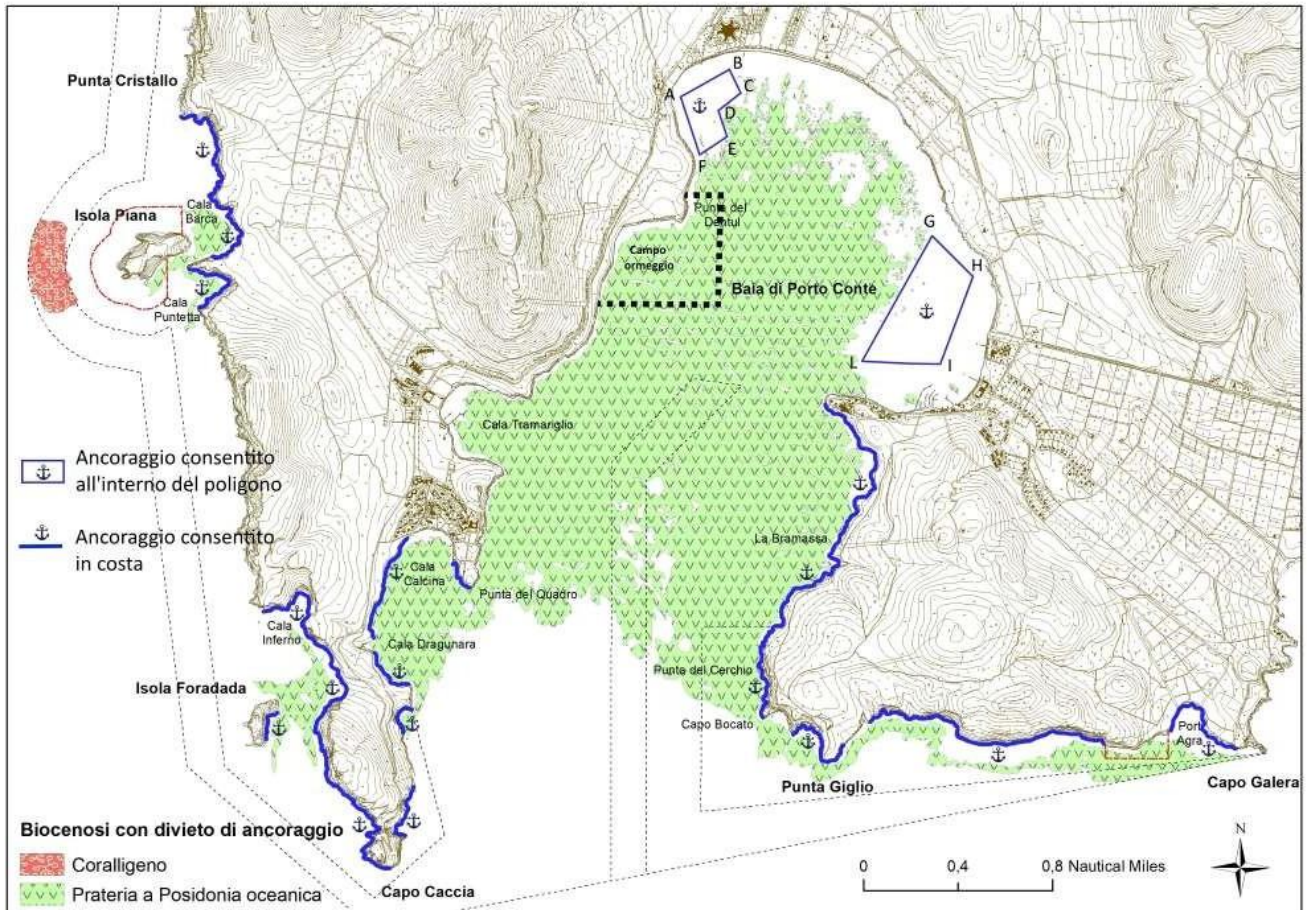 Punta Cristallo
Cala
Barca
Isola Piana
Cala
Puntetta
A
B
C
D
E
F
Punta del
Dentul
Campo
ormeggio
Baia di Porto Conte
G
H
I
L
Cala Tramariglio
Ancoraggio consentito
all'interno del poligono
Ancoraggio consentito
in costa
La Bramassa
Cala
Calcina
Punta del Quadro
Cala
Inferno
Cala Dragunara
Isola Foradada
Punta del Cerchio
Capo Bocato
Port
Agra
Punta Giglio
Capo Galera
Capo Caccia
Biocenosi con divieto di ancoraggio
Coralligeno
Prateria a Posidonia oceanica
0 0,4 0,8 Nautical Miles
N